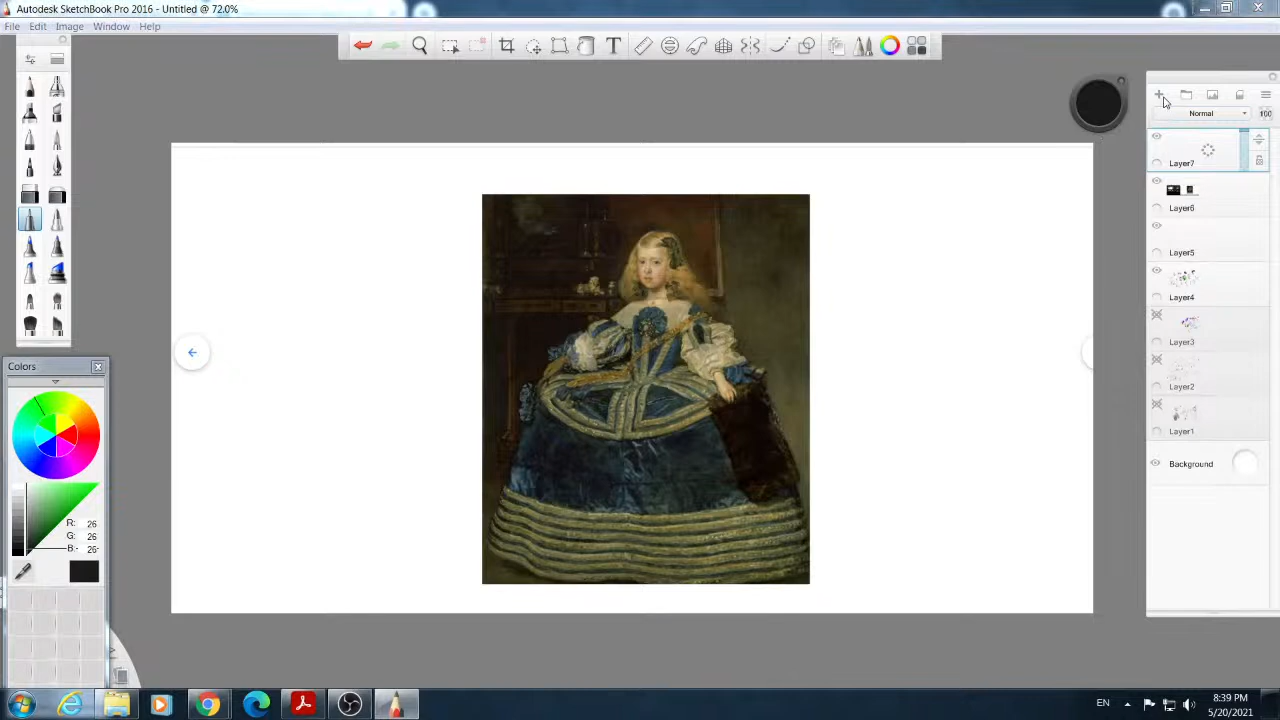 Autodesk SketchBook Pro 2016 - Untitled @ 72.0%
File Edit Image Window Help
Normal 100
Layer7
Layer6
Layer5
Layer4
Layer3
Layer2
Layer1
Background
Colors
R: 26
G: 26
B: 26
EN
8:39 PM
5/20/2021